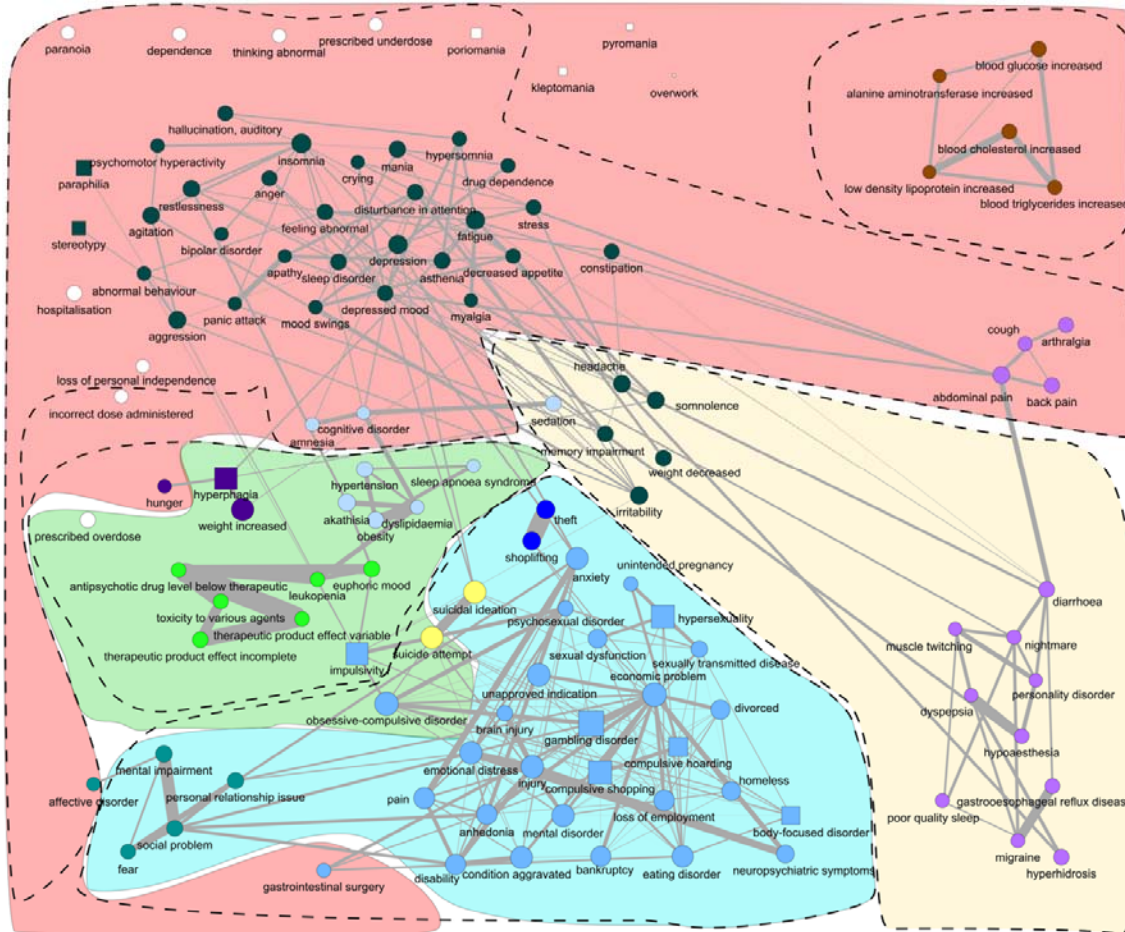 paranoia
dependence
thinking abnormal
prescribed underdose
poriomania
pyromania
kleptomania
overwork
blood glucose increased
alanine aminotransferase increased
blood cholesterol increased
low density lipoprotein increased
blood triglycerides increased
hallucination, auditory
psychomotor hyperactivity
insomnia
hypersomnia
mania
crying
drug dependence
paraphilia
restlessness
anger
disturbance in attention
stress
agitation
feeling abnormal
fatigue
stereotypy
bipolar disorder
depression
apathy
sleep disorder
asthenia
decreased appetite
constipation
abnormal behaviour
hospitalisation
panic attack
mood swings
depressed mood
myalgia
aggression
cough
arthralgia
headache
abdominal pain
back pain
loss of personal independence
somnolence
incorrect dose administered
sedation
cognitive disorder
amnesia
memory impairment
weight decreased
hypertension
sleep apnoea syndrome
hunger
hyperphagia
irritability
weight increased
akathisia
dyslipidaemia
obesity
theft
prescribed overdose
shoplifting
anxiety
unintended pregnancy
antipsychotic drug level below therapeutic
euphoric mood
leukopenia
suicidal ideation
diarrhoea
toxicity to various agents
psychosexual disorder
hypersexuality
therapeutic product effect variable
sexual dysfunction
muscle twitching
nightmare
therapeutic product effect incomplete
suicide attempt
sexually transmitted disease
impulsivity
economic problem
unapproved indication
personality disorder
dyspepsia
obsessive-compulsive disorder
divorced
brain injury
gambling disorder
hypoaesthesia
emotional distress
compulsive hoarding
mental impairment
injury
homeless
affective disorder
personal relationship issue
compulsive shopping
pain
gastrooesophageal reflux disease
poor quality sleep
loss of employment
anhedonia
mental disorder
body-focused disorder
social problem
migraine
fear
hyperhidrosis
gastrointestinal surgery
disability
condition aggravated
bankruptcy
eating disorder
neuropsychiatric symptoms